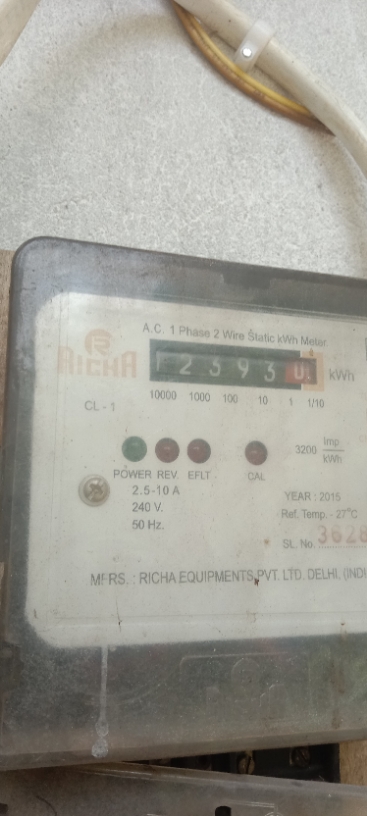 A.C. 1 Phase 2 Wire Static kWh Meter
R
RICHA
2393
kWh
10000 1000 100 10 1 1/10
CL - 1
3200 Imp/kWh
POWER REV. EFLT CAL
2.5-10 A
240 V.
50 Hz.
YEAR : 2015
Ref. Temp. - 27°C
SL. No. 3628
MFRS. : RICHA EQUIPMENTS PVT. LTD. DELHI, (INDI